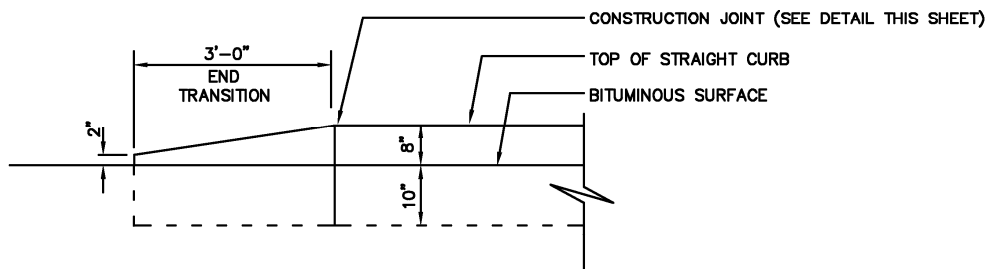 CONSTRUCTION JOINT (SEE DETAIL THIS SHEET)
3'-0"
END
TRANSITION
TOP OF STRAIGHT CURB
BITUMINOUS SURFACE
2"
8"
10"